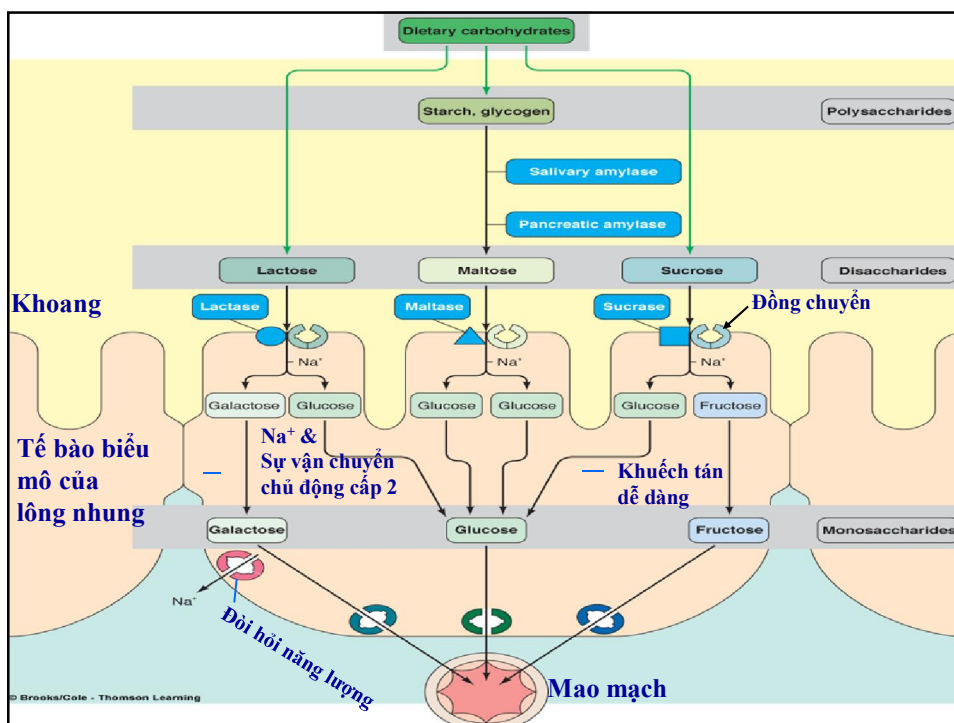 Dietary carbohydrates
Starch, glycogen
Polysaccharides
Salivary amylase
Pancreatic amylase
Lactose
Maltose
Sucrose
Disaccharides
Khoang
Lactase
Maltase
Sucrase
Đồng chuyển
Na⁺
Na⁺
Na⁺
Galactose
Glucose
Glucose
Glucose
Glucose
Fructose
Tế bào biểu
mô của
lông nhung
Na⁺ &
Sự vận chuyển
chủ động cấp 2
Khuếch tán
dễ dàng
Galactose
Glucose
Fructose
Monosaccharides
Na⁺
Đòi hỏi năng lượng
Mao mạch
© Brooks/Cole - Thomson Learning